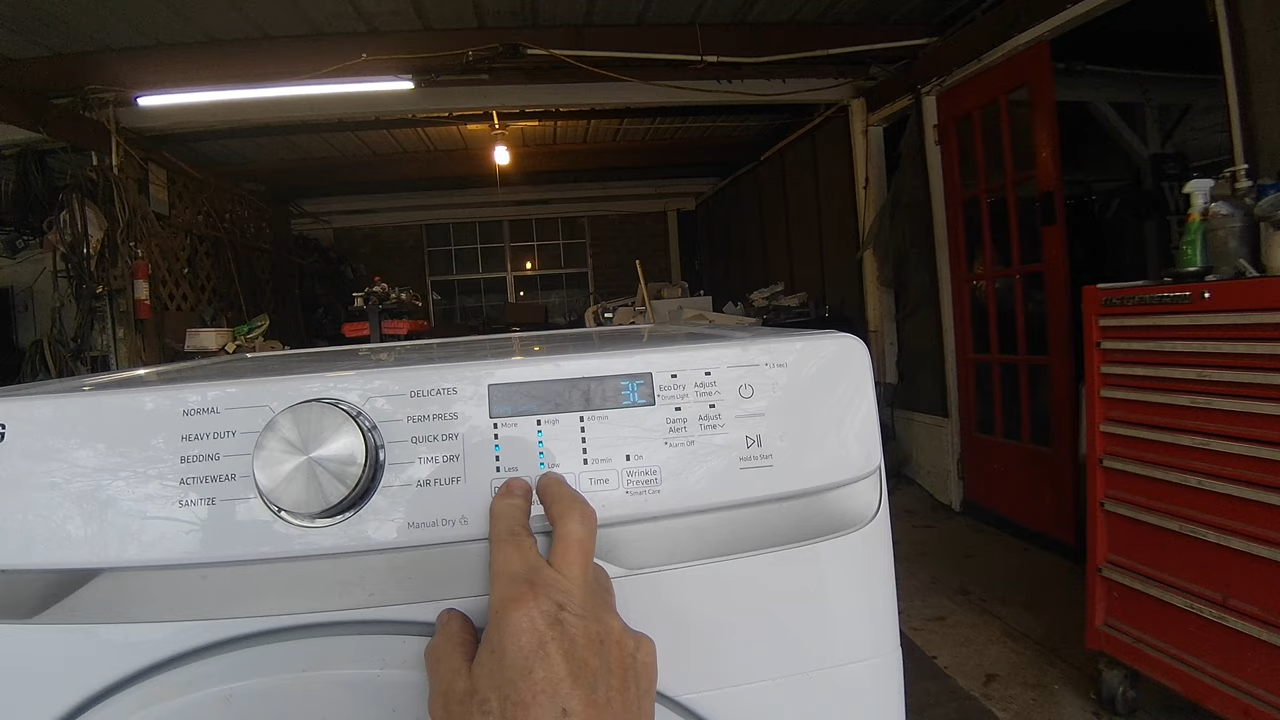 G
NORMAL
HEAVY DUTY
BEDDING
ACTIVEWEAR
SANITIZE
DELICATES
PERM PRESS
QUICK DRY
TIME DRY
AIR FLUFF
Manual Dry
3C
More
Less
High
Low
60 min
20 min
On
Time
Wrinkle
Prevent
*Smart Care
Eco Dry
*Drum Light
Adjust
Time
Damp
Alert
*Alarm Off
Adjust
Time
*(3 sec)
Hold to Start